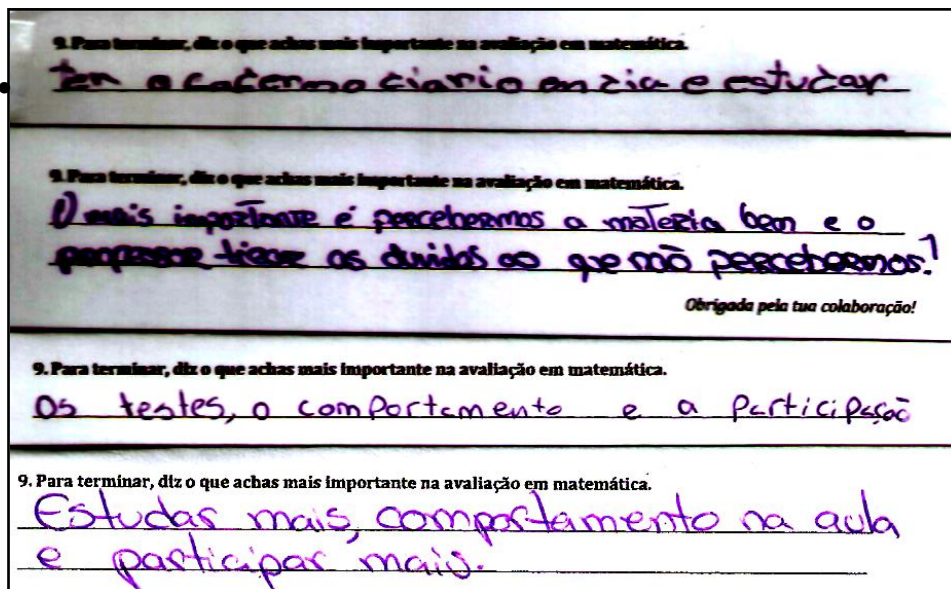 9. Para terminar, diz o que achas mais importante na avaliação em matemática.
ter o caderno diario em dia e estudar
9. Para terminar, diz o que achas mais importante na avaliação em matemática.
O mais importante é percebermos a materia bem e o
professor tirar as duvidas ao que não percebermos!
Obrigada pela tua colaboração!
9. Para terminar, diz o que achas mais importante na avaliação em matemática.
Os testes, o comportamento e a Participação
9. Para terminar, diz o que achas mais importante na avaliação em matemática.
Estudar mais, comportamento na aula
e participar mais.